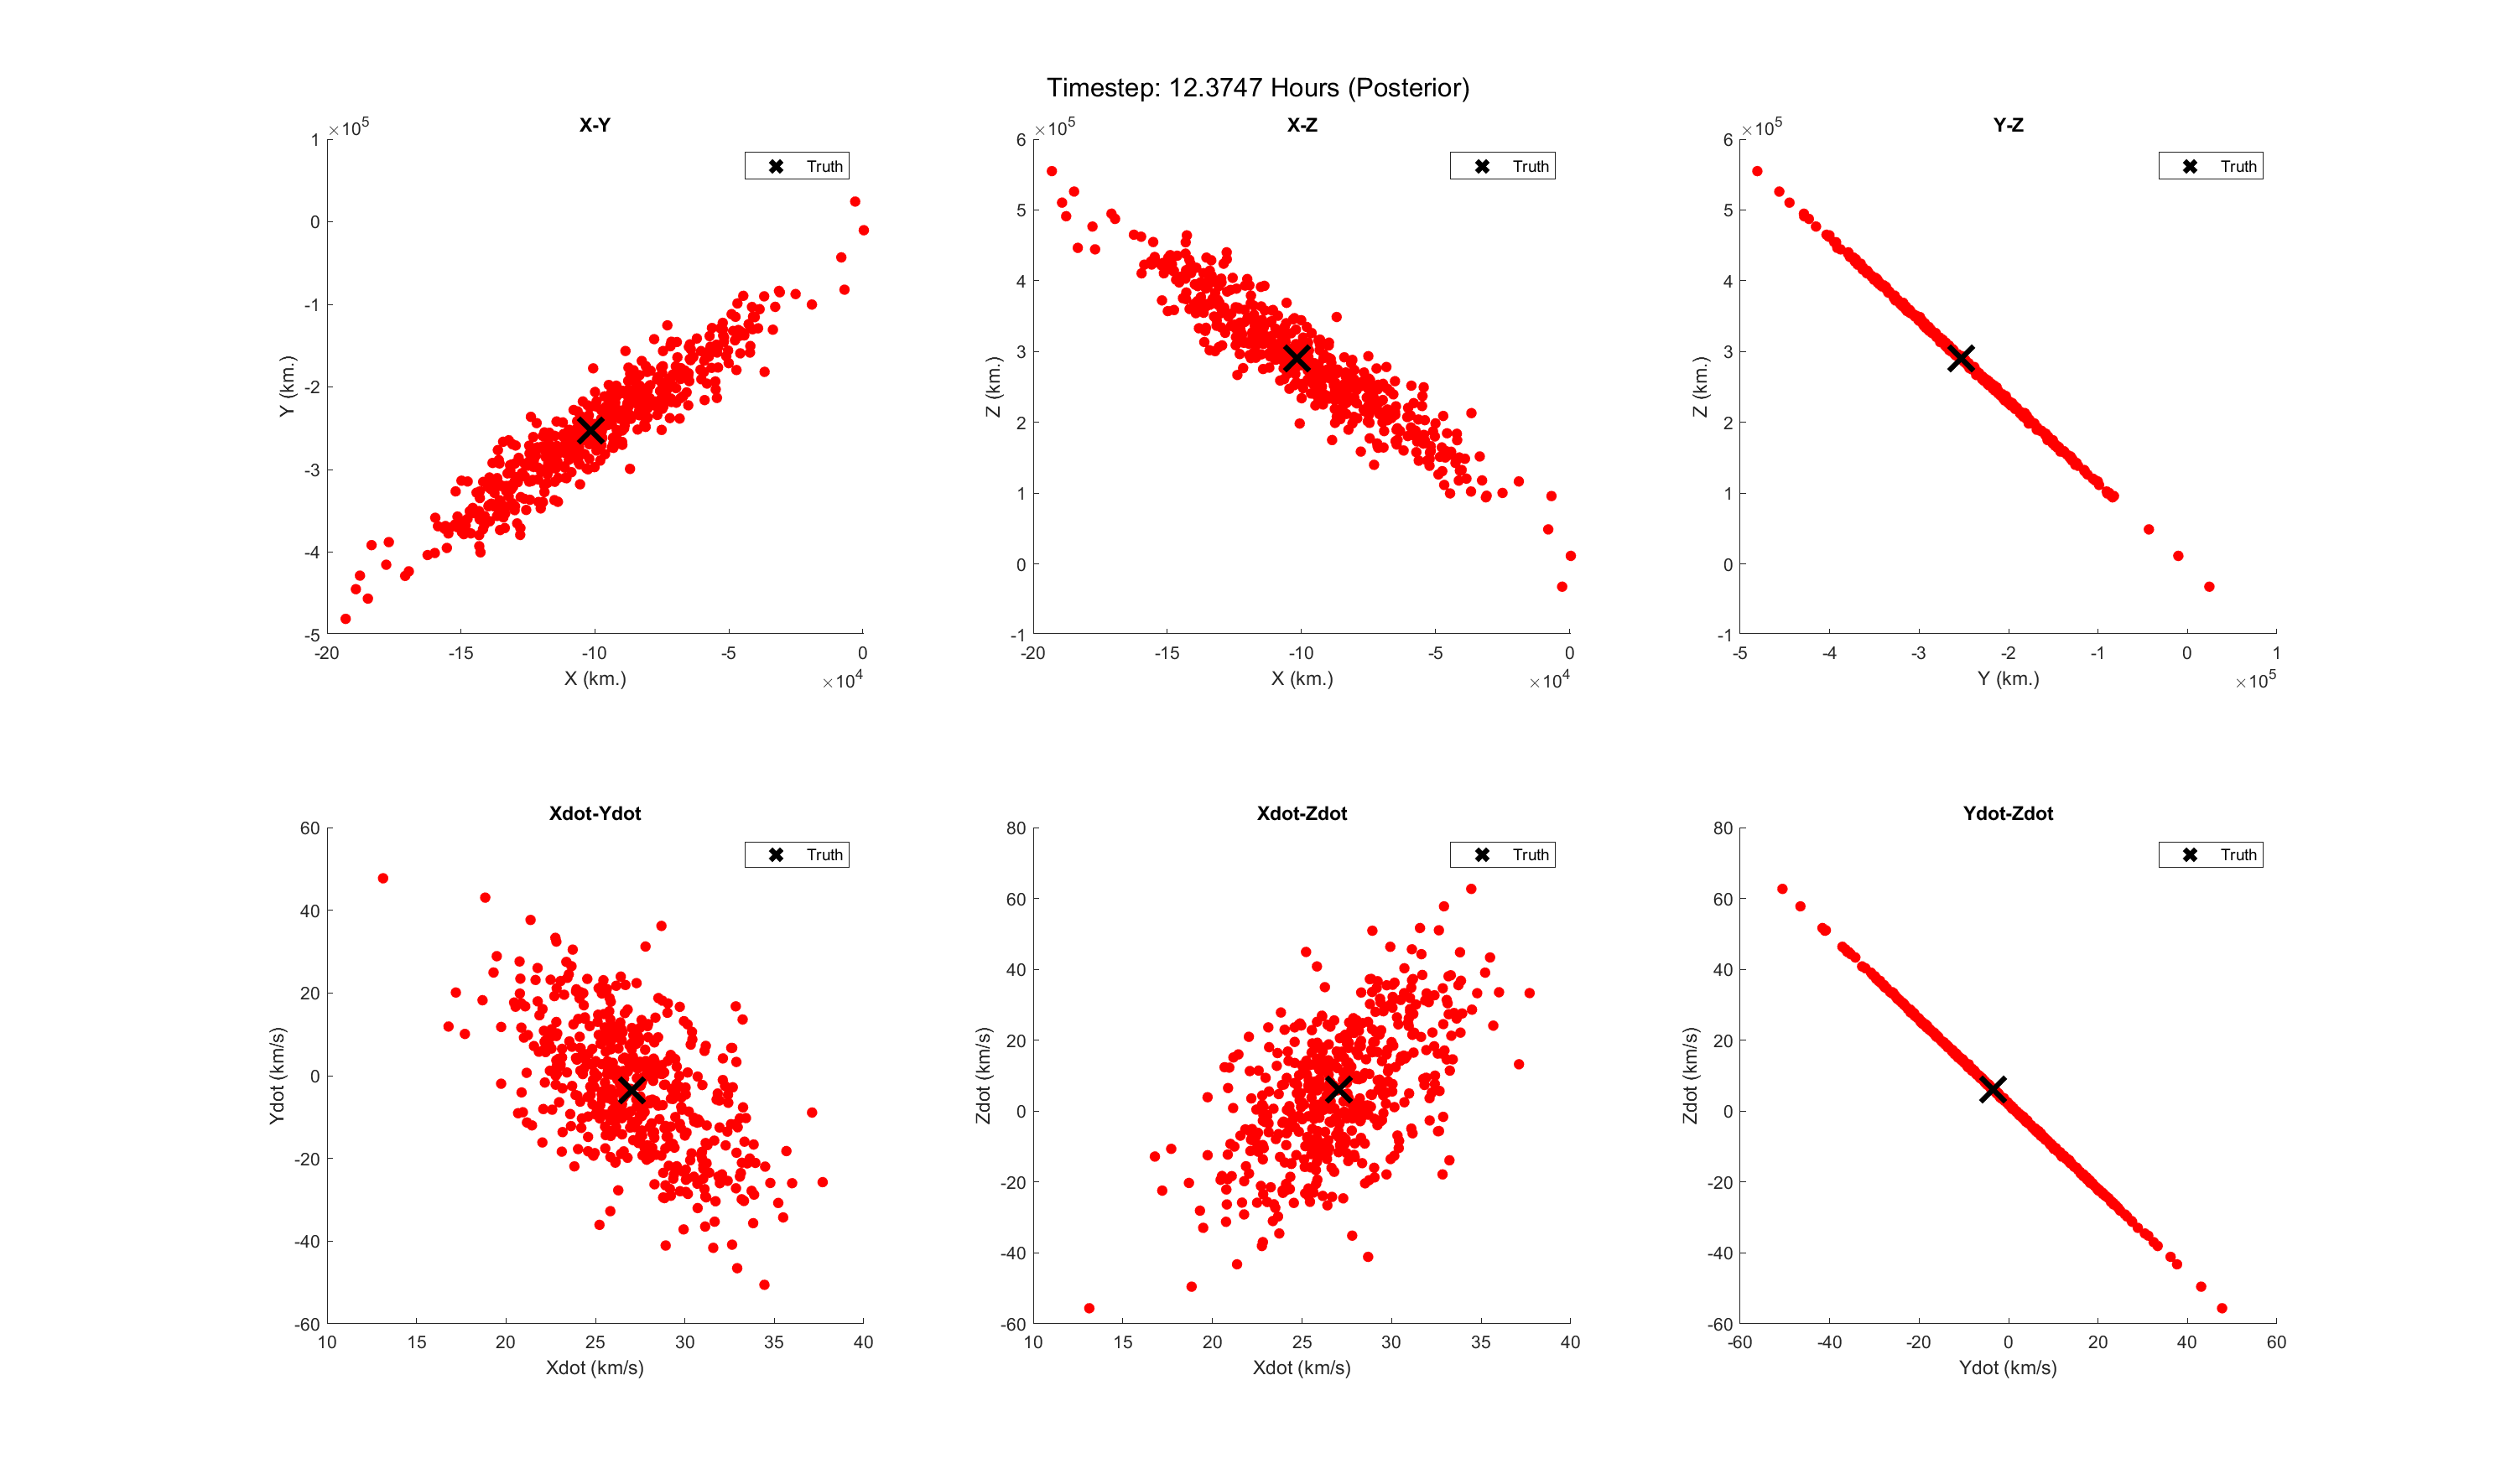 Timestep: 12.3747 Hours (Posterior)
X-Y
×10^5
1
0
-1
-2
-3
-4
-5
Y (km.)
Truth
-20 -15 -10 -5 0
X (km.)
×10^4
X-Z
×10^5
6
5
4
3
2
1
0
-1
Z (km.)
Truth
-20 -15 -10 -5 0
X (km.)
×10^4
Y-Z
×10^5
6
5
4
3
2
1
0
-1
Z (km.)
Truth
-5 -4 -3 -2 -1 0 1
Y (km.)
×10^5
Xdot-Ydot
60
40
20
0
-20
-40
-60
Ydot (km/s)
Truth
10 15 20 25 30 35 40
Xdot (km/s)
Xdot-Zdot
80
60
40
20
0
-20
-40
-60
Zdot (km/s)
Truth
10 15 20 25 30 35 40
Xdot (km/s)
Ydot-Zdot
80
60
40
20
0
-20
-40
-60
Zdot (km/s)
Truth
-60 -40 -20 0 20 40 60
Ydot (km/s)